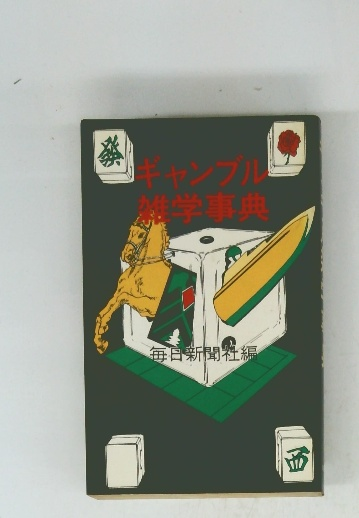 發
ギャンブル
雑学事典
毎日新聞社編
西